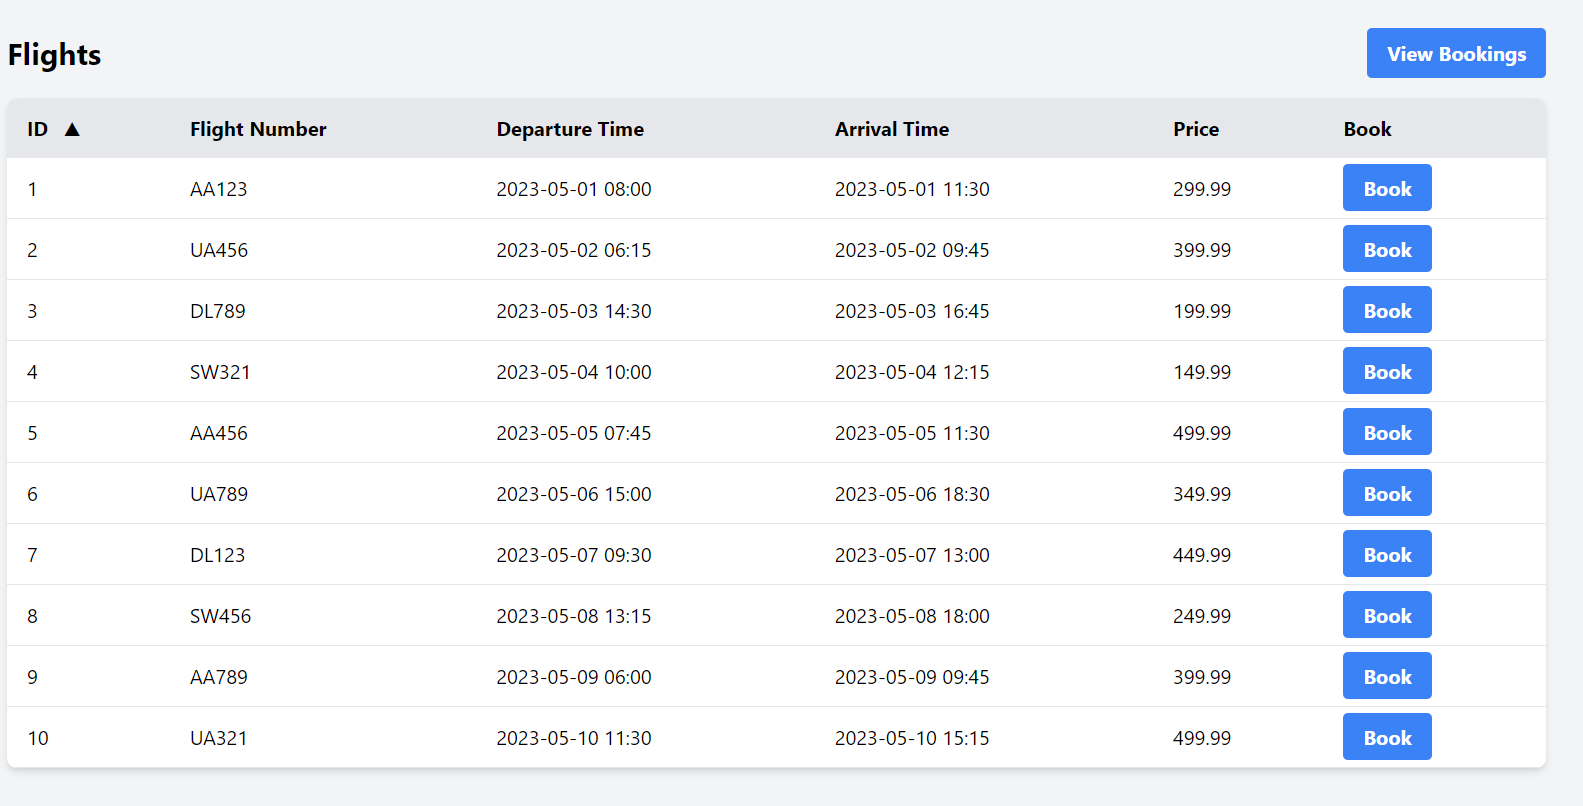 Flights
View Bookings
ID ▲ Flight Number Departure Time Arrival Time Price Book
1 AA123 2023-05-01 08:00 2023-05-01 11:30 299.99 Book
2 UA456 2023-05-02 06:15 2023-05-02 09:45 399.99 Book
3 DL789 2023-05-03 14:30 2023-05-03 16:45 199.99 Book
4 SW321 2023-05-04 10:00 2023-05-04 12:15 149.99 Book
5 AA456 2023-05-05 07:45 2023-05-05 11:30 499.99 Book
6 UA789 2023-05-06 15:00 2023-05-06 18:30 349.99 Book
7 DL123 2023-05-07 09:30 2023-05-07 13:00 449.99 Book
8 SW456 2023-05-08 13:15 2023-05-08 18:00 249.99 Book
9 AA789 2023-05-09 06:00 2023-05-09 09:45 399.99 Book
10 UA321 2023-05-10 11:30 2023-05-10 15:15 499.99 Book